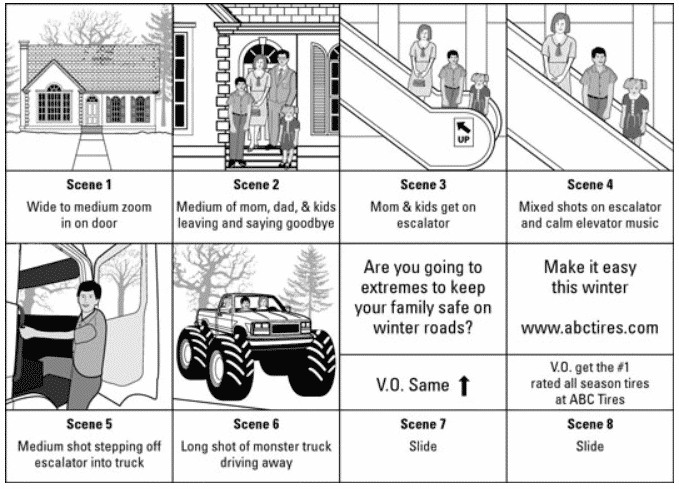 UP
Scene 1
Wide to medium zoom
in on door
Scene 2
Medium of mom, dad, & kids
leaving and saying goodbye
Scene 3
Mom & kids get on
escalator
Scene 4
Mixed shots on escalator
and calm elevator music
Are you going to
extremes to keep
your family safe on
winter roads?
V.O. Same ↑
Make it easy
this winter
www.abctires.com
V.O. get the #1
rated all season tires
at ABC Tires
Scene 5
Medium shot stepping off
escalator into truck
Scene 6
Long shot of monster truck
driving away
Scene 7
Slide
Scene 8
Slide